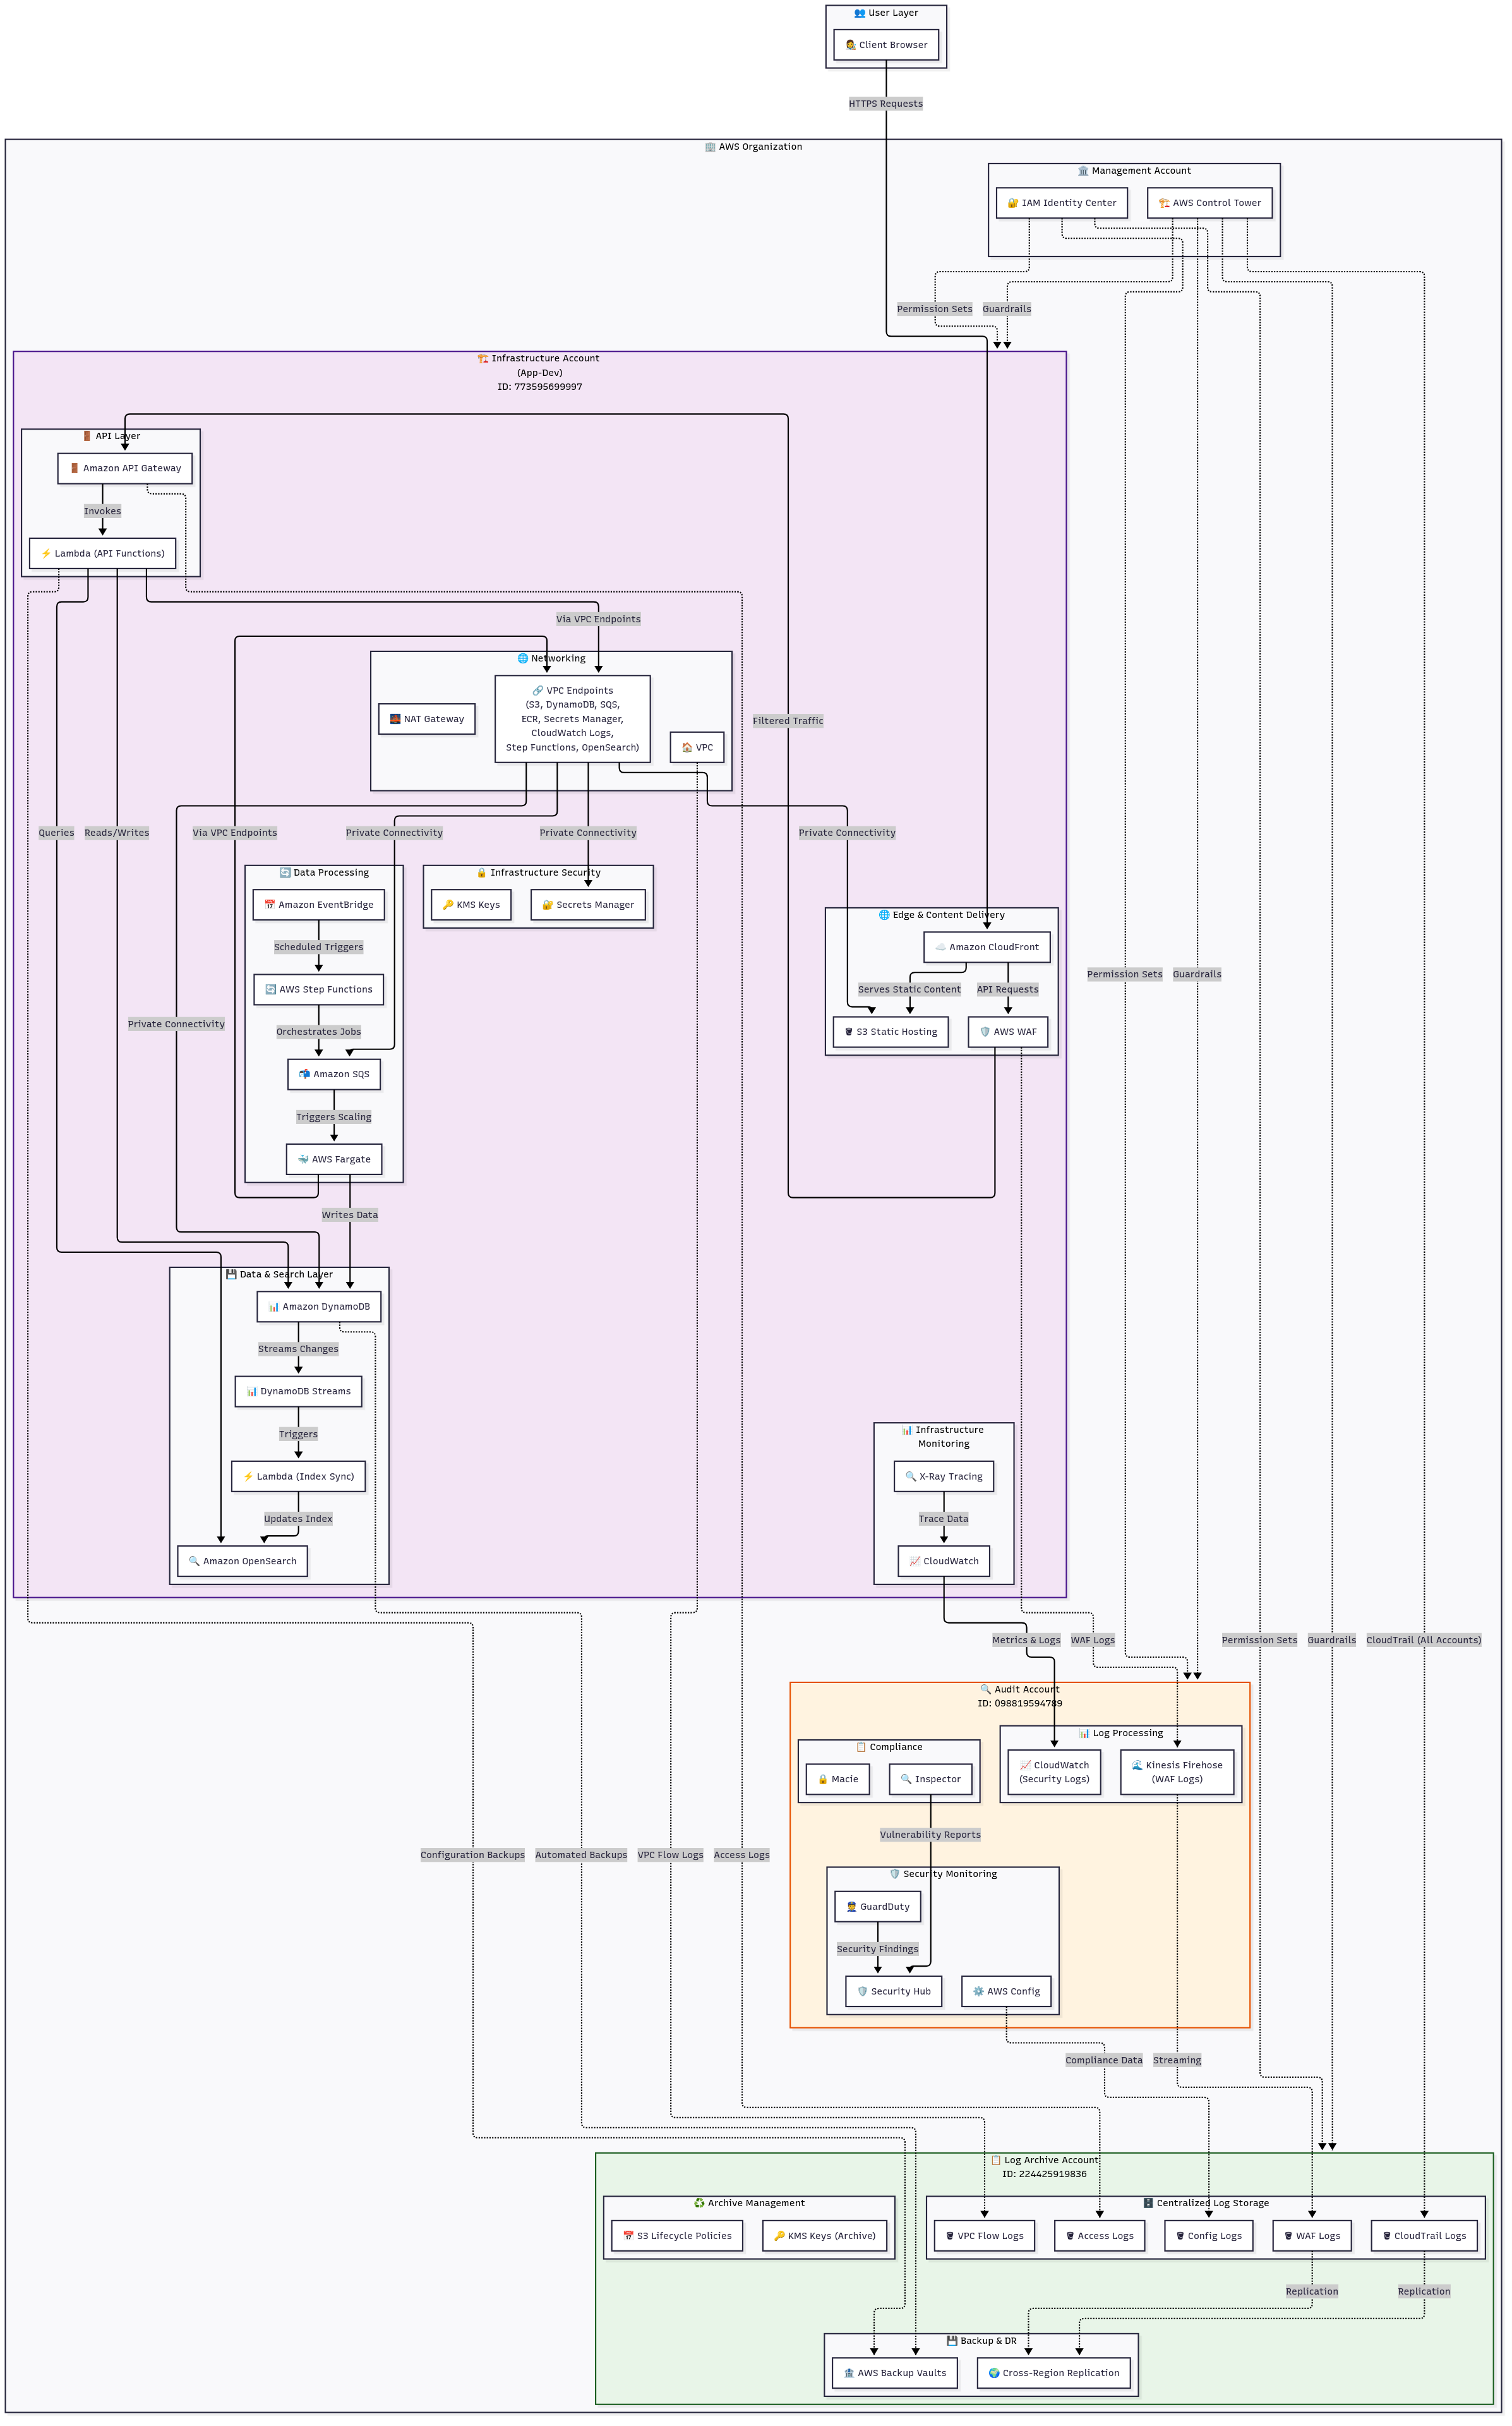 👥 User Layer
👩‍💻 Client Browser
HTTPS Requests
🏢 AWS Organization
🏛️ Management Account
🔐 IAM Identity Center
🏗️ AWS Control Tower
Permission Sets
Guardrails
🏗️ Infrastructure Account
(App-Dev)
ID: 773595699997
🚪 API Layer
🚪 Amazon API Gateway
Invokes
⚡ Lambda (API Functions)
Via VPC Endpoints
🌐 Networking
🌉 NAT Gateway
🔗 VPC Endpoints
(S3, DynamoDB, SQS,
ECR, Secrets Manager,
CloudWatch Logs,
Step Functions, OpenSearch)
🏠 VPC
Filtered Traffic
Queries
Reads/Writes
Via VPC Endpoints
Private Connectivity
Private Connectivity
Private Connectivity
🔄 Data Processing
📅 Amazon EventBridge
Scheduled Triggers
🔄 AWS Step Functions
Orchestrates Jobs
📬 Amazon SQS
Triggers Scaling
🐳 AWS Fargate
Writes Data
Private Connectivity
🔒 Infrastructure Security
🔑 KMS Keys
🔐 Secrets Manager
🌐 Edge & Content Delivery
☁️ Amazon CloudFront
Serves Static Content
API Requests
🪣 S3 Static Hosting
🛡️ AWS WAF
Permission Sets
Guardrails
💾 Data & Search Layer
📊 Amazon DynamoDB
Streams Changes
📊 DynamoDB Streams
Triggers
⚡ Lambda (Index Sync)
Updates Index
🔍 Amazon OpenSearch
📊 Infrastructure
Monitoring
🔍 X-Ray Tracing
Trace Data
📈 CloudWatch
Metrics & Logs
WAF Logs
Permission Sets
Guardrails
CloudTrail (All Accounts)
🔍 Audit Account
ID: 098819594789
📋 Compliance
🔒 Macie
🔍 Inspector
📊 Log Processing
📈 CloudWatch
(Security Logs)
🌊 Kinesis Firehose
(WAF Logs)
Vulnerability Reports
Configuration Backups
Automated Backups
VPC Flow Logs
Access Logs
🛡️ Security Monitoring
👮 GuardDuty
Security Findings
🛡️ Security Hub
⚙️ AWS Config
Compliance Data
Streaming
📋 Log Archive Account
ID: 224425919836
♻️ Archive Management
📅 S3 Lifecycle Policies
🔑 KMS Keys (Archive)
🗄️ Centralized Log Storage
🪣 VPC Flow Logs
🪣 Access Logs
🪣 Config Logs
🪣 WAF Logs
🪣 CloudTrail Logs
Replication
Replication
💾 Backup & DR
🏦 AWS Backup Vaults
🌍 Cross-Region Replication